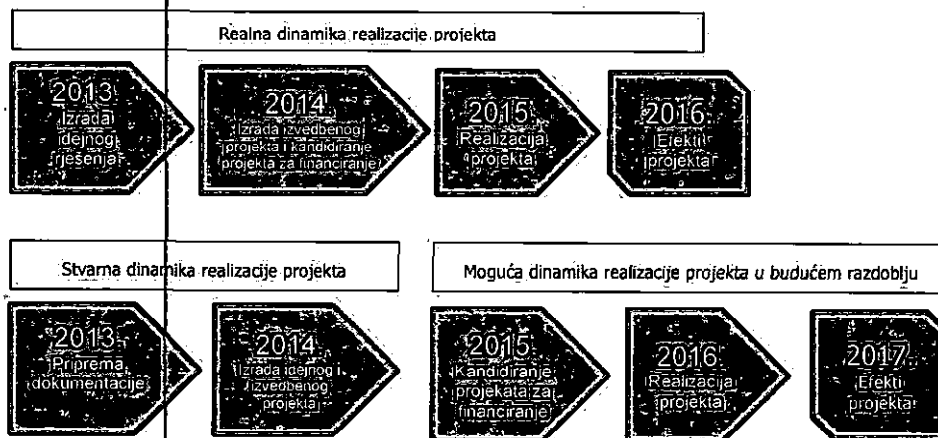 Realna dinamika realizacije projekta
2013
Izrada
idejnog
rješenja
2014
Izrada izvedbenog
projekta i kandidiranje
projekta za financiranje
2015
Realizacija
projekta
2016
Efekti
projekta
Stvarna dinamika realizacije projekta
Moguća dinamika realizacije projekta u budućem razdoblju
2013
Priprema
dokumentacije
2014
Izrada idejnog i
izvedbenog
projekta
2015
Kandidiranje
projekata za
financiranje
2016
Realizacija
projekta
2017
Efekti
projekta